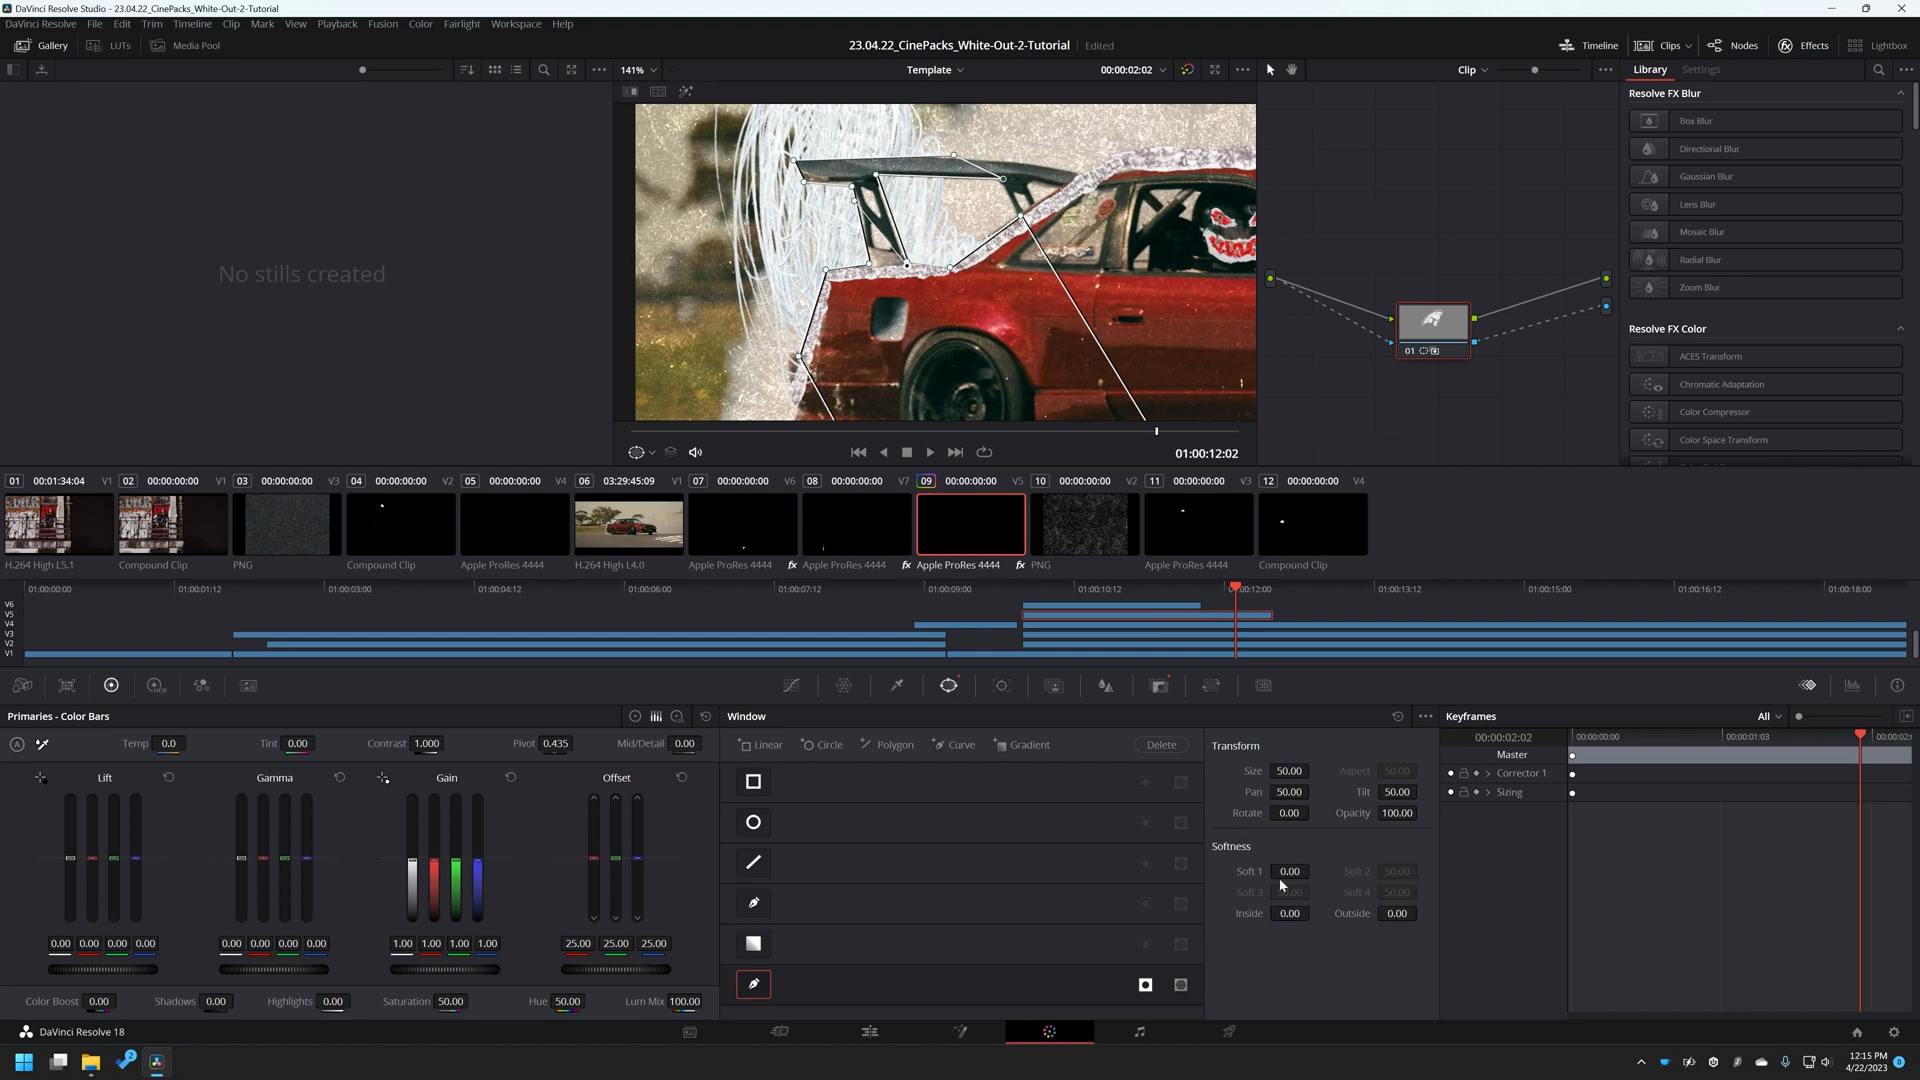 DaVinci Resolve Studio - 23.04.22_CinePacks_White-Out-2-Tutorial
DaVinci Resolve File Edit Trim Timeline Clip Mark View Playback Fusion Color Fairlight Workspace Help
Gallery LUTs Media Pool 23.04.22_CinePacks_White-Out-2-Tutorial Edited Timeline Clips Nodes Effects Lightbox
141% Template 00:00:02:02 Clip Library Settings
Resolve FX Blur
Box Blur
Directional Blur
Gaussian Blur
Lens Blur
Mosaic Blur
Radial Blur
Zoom Blur
No stills created
Resolve FX Color
01
ACES Transform
Chromatic Adaptation
Color Compressor
Color Space Transform
01:00:12:02
01 00:01:34:04 V1 02 00:00:00:00 V1 03 00:00:00:00 V3 04 00:00:00:00 V2 05 00:00:00:00 V4 06 03:29:45:09 V1 07 00:00:00:00 V6 08 00:00:00:00 V7 09 00:00:00:00 V5 10 00:00:00:00 V2 11 00:00:00:00 V3 12 00:00:00:00 V4
H.264 High L5.1 Compound Clip PNG Compound Clip Apple ProRes 4444 H.264 High L4.0 Apple ProRes 4444 fx Apple ProRes 4444 fx Apple ProRes 4444 fx PNG Apple ProRes 4444 Compound Clip
01:00:00:00 01:00:01:12 01:00:03:00 01:00:04:12 01:00:06:00 01:00:07:12 01:00:09:00 01:00:10:12 01:00:12:00 01:00:13:12 01:00:15:00 01:00:16:12 01:00:18:00
V6
V5
V4
V3
V2
V1
Primaries - Color Bars Window Keyframes All
A Temp 0.0 Tint 0.00 Contrast 1.000 Pivot 0.435 Mid/Detail 0.00
Linear Circle Polygon Curve Gradient Delete
Transform
00:00:02:02 00:00:00:00 00:00:01:03 00:00:02:
Master
Lift Gamma Gain Offset
Size 50.00 Aspect 50.00
Corrector 1
Pan 50.00 Tilt 50.00
Sizing
Rotate 0.00 Opacity 100.00
Softness
Soft 1 0.00 Soft 2 50.00
Soft 3 Soft 4 50.00
Inside 0.00 Outside 0.00
0.00 0.00 0.00 0.00 0.00 0.00 0.00 0.00 1.00 1.00 1.00 1.00 25.00 25.00 25.00
Color Boost 0.00 Shadows 0.00 Highlights 0.00 Saturation 50.00 Hue 50.00 Lum Mix 100.00
DaVinci Resolve 18
2
12:15 PM
4/22/2023
8